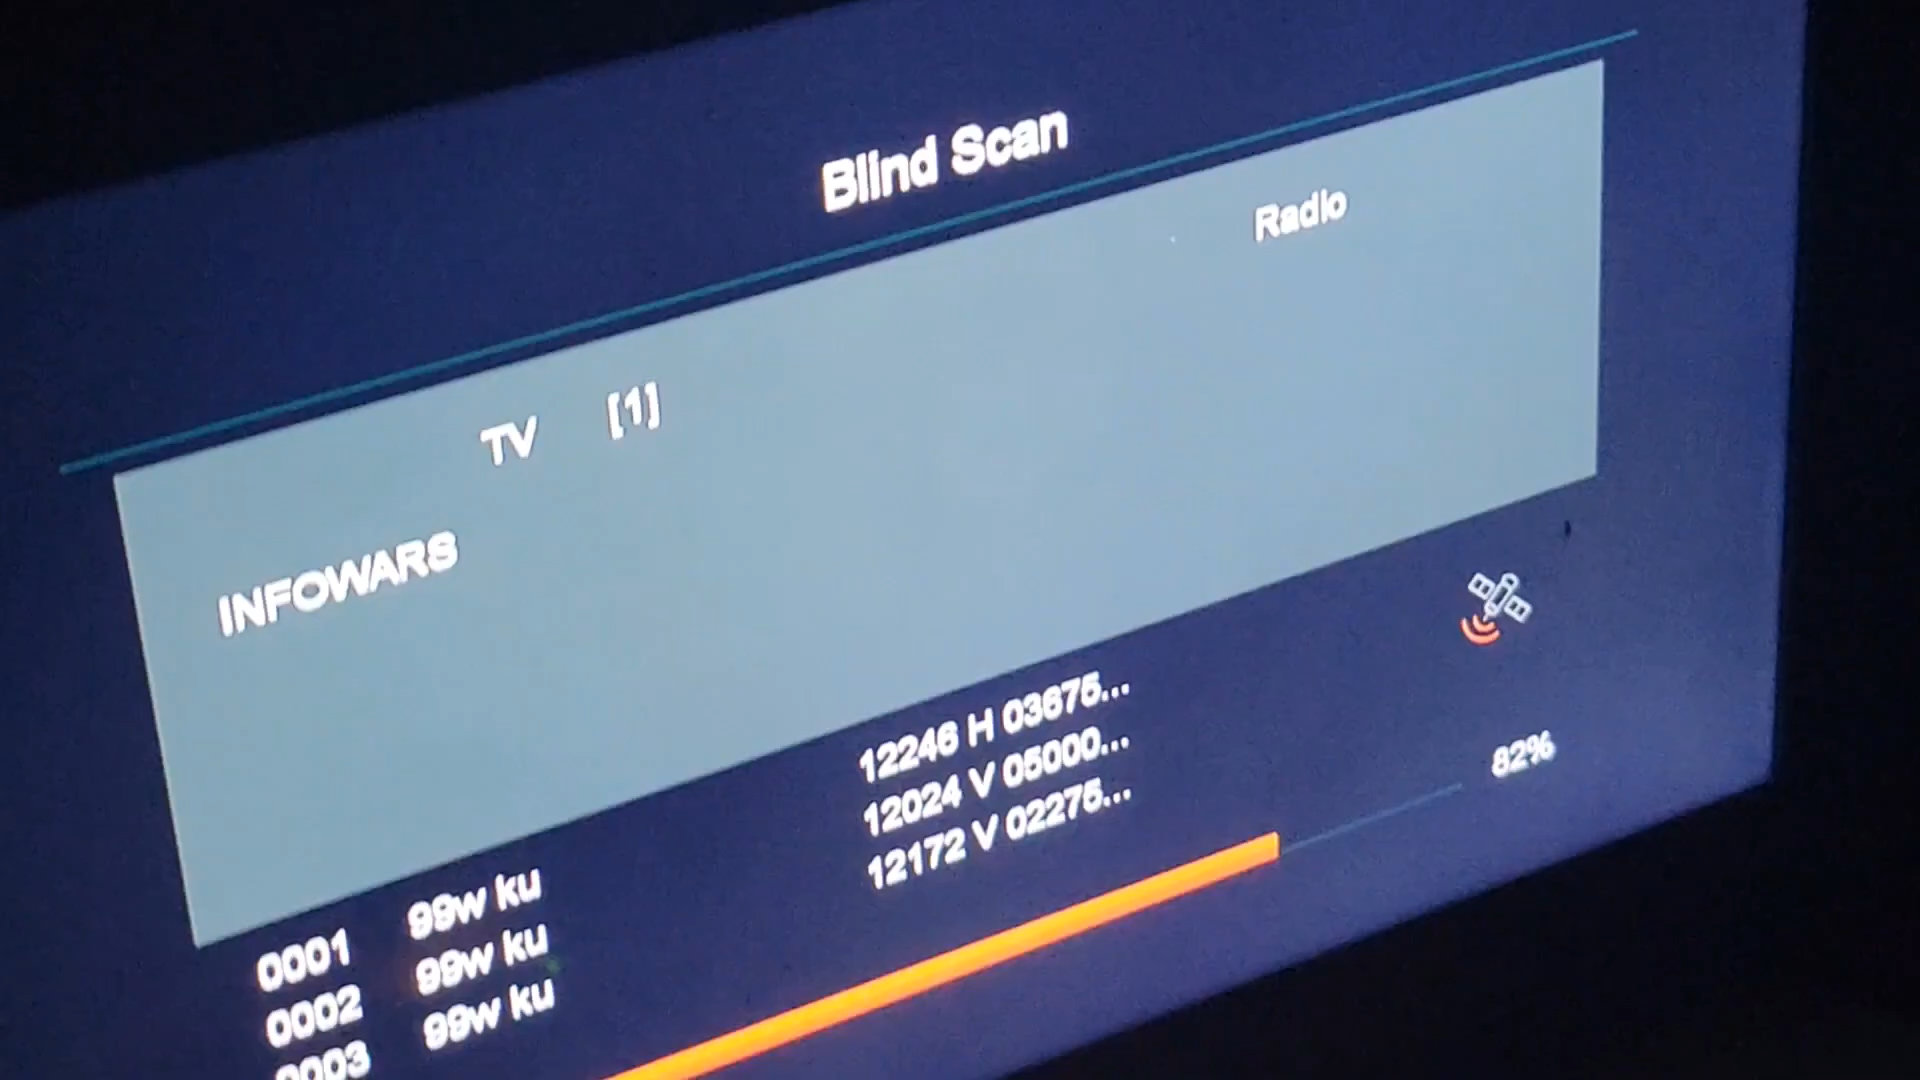 Blind Scan
TV [1] Radio
INFOWARS
0001 99w ku 12246 H 03675...
0002 99w ku 12024 V 05000...
0003 99w ku 12172 V 02275...
82%